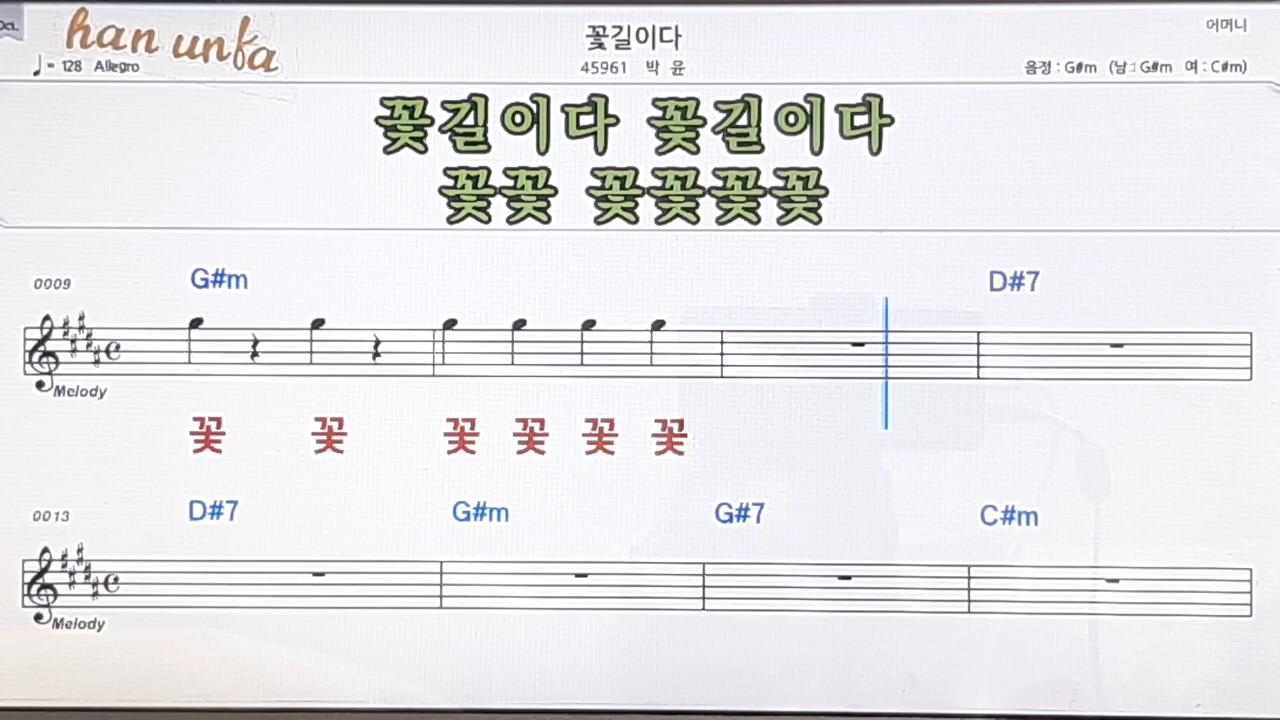 han unfa
♩= 128 Allegro
꽃길이다
45961 박 윤
어머니
음정 : G#m (남 : G#m 여 : C#m)
꽃길이다 꽃길이다
꽃꽃 꽃꽃꽃꽃
0009 G#m D#7
Melody
꽃 꽃 꽃 꽃 꽃 꽃
0013 D#7 G#m G#7 C#m
Melody